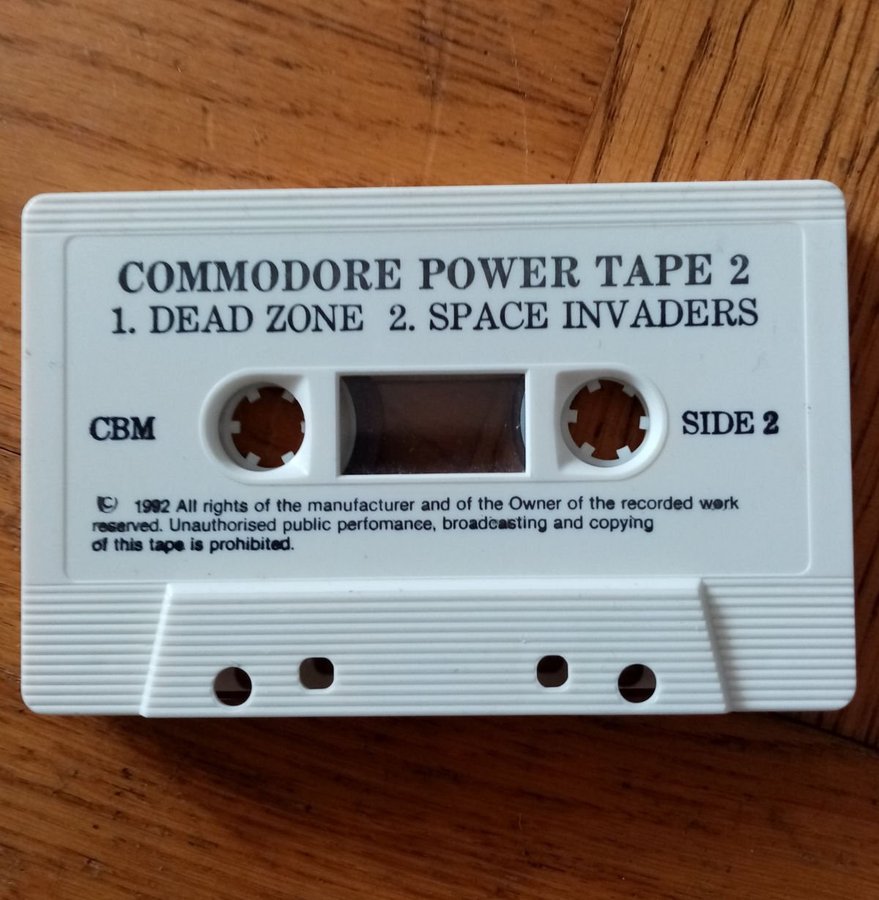 COMMODORE POWER TAPE 2
1. DEAD ZONE 2. SPACE INVADERS
CBM
SIDE 2
© 1992 All rights of the manufacturer and of the Owner of the recorded work
reserved. Unauthorised public perfomance, broadcasting and copying
of this tape is prohibited.